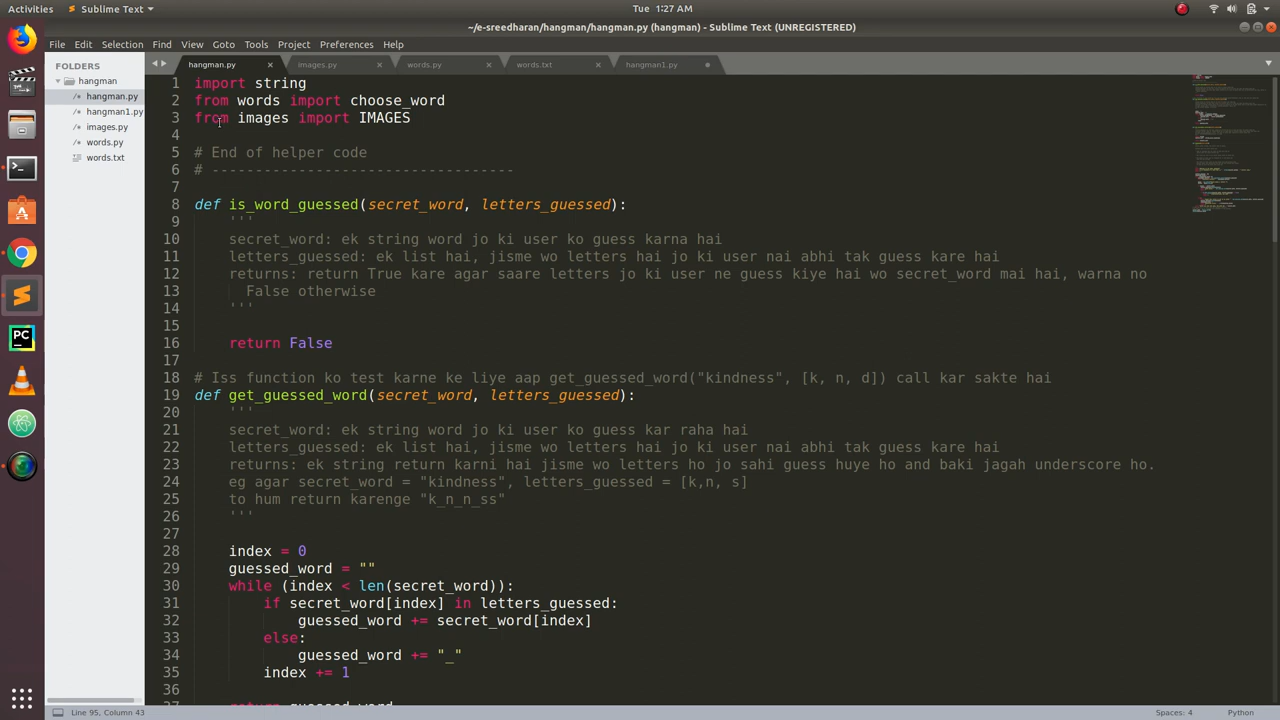 Activities Sublime Text Tue 1:27 AM
~/e-sreedharan/hangman/hangman.py (hangman) - Sublime Text (UNREGISTERED)
File Edit Selection Find View Goto Tools Project Preferences Help
FOLDERS
hangman
hangman.py
hangman1.py
images.py
words.py
words.txt
hangman.py images.py words.py words.txt hangman1.py
1 import string
2 from words import choose_word
3 from images import IMAGES
4
5 # End of helper code
6 # -----------------------------------
7
8 def is_word_guessed(secret_word, letters_guessed):
9 '''
10 secret_word: ek string word jo ki user ko guess karna hai
11 letters_guessed: ek list hai, jisme wo letters hai jo ki user nai abhi tak guess kare hai
12 returns: return True kare agar saare letters jo ki user ne guess kiye hai wo secret_word mai hai, warna no
13 False otherwise
14 '''
15
16 return False
17
18 # Iss function ko test karne ke liye aap get_guessed_word("kindness", [k, n, d]) call kar sakte hai
19 def get_guessed_word(secret_word, letters_guessed):
20 '''
21 secret_word: ek string word jo ki user ko guess kar raha hai
22 letters_guessed: ek list hai, jisme wo letters hai jo ki user nai abhi tak guess kare hai
23 returns: ek string return karni hai jisme wo letters ho jo sahi guess huye ho and baki jagah underscore ho.
24 eg agar secret_word = "kindness", letters_guessed = [k,n, s]
25 to hum return karenge "k_n_n_ss"
26 '''
27
28 index = 0
29 guessed_word = ""
30 while (index < len(secret_word)):
31 if secret_word[index] in letters_guessed:
32 guessed_word += secret_word[index]
33 else:
34 guessed_word += "_"
35 index += 1
36
37 return guessed_word
Line 95, Column 43 Spaces: 4 Python